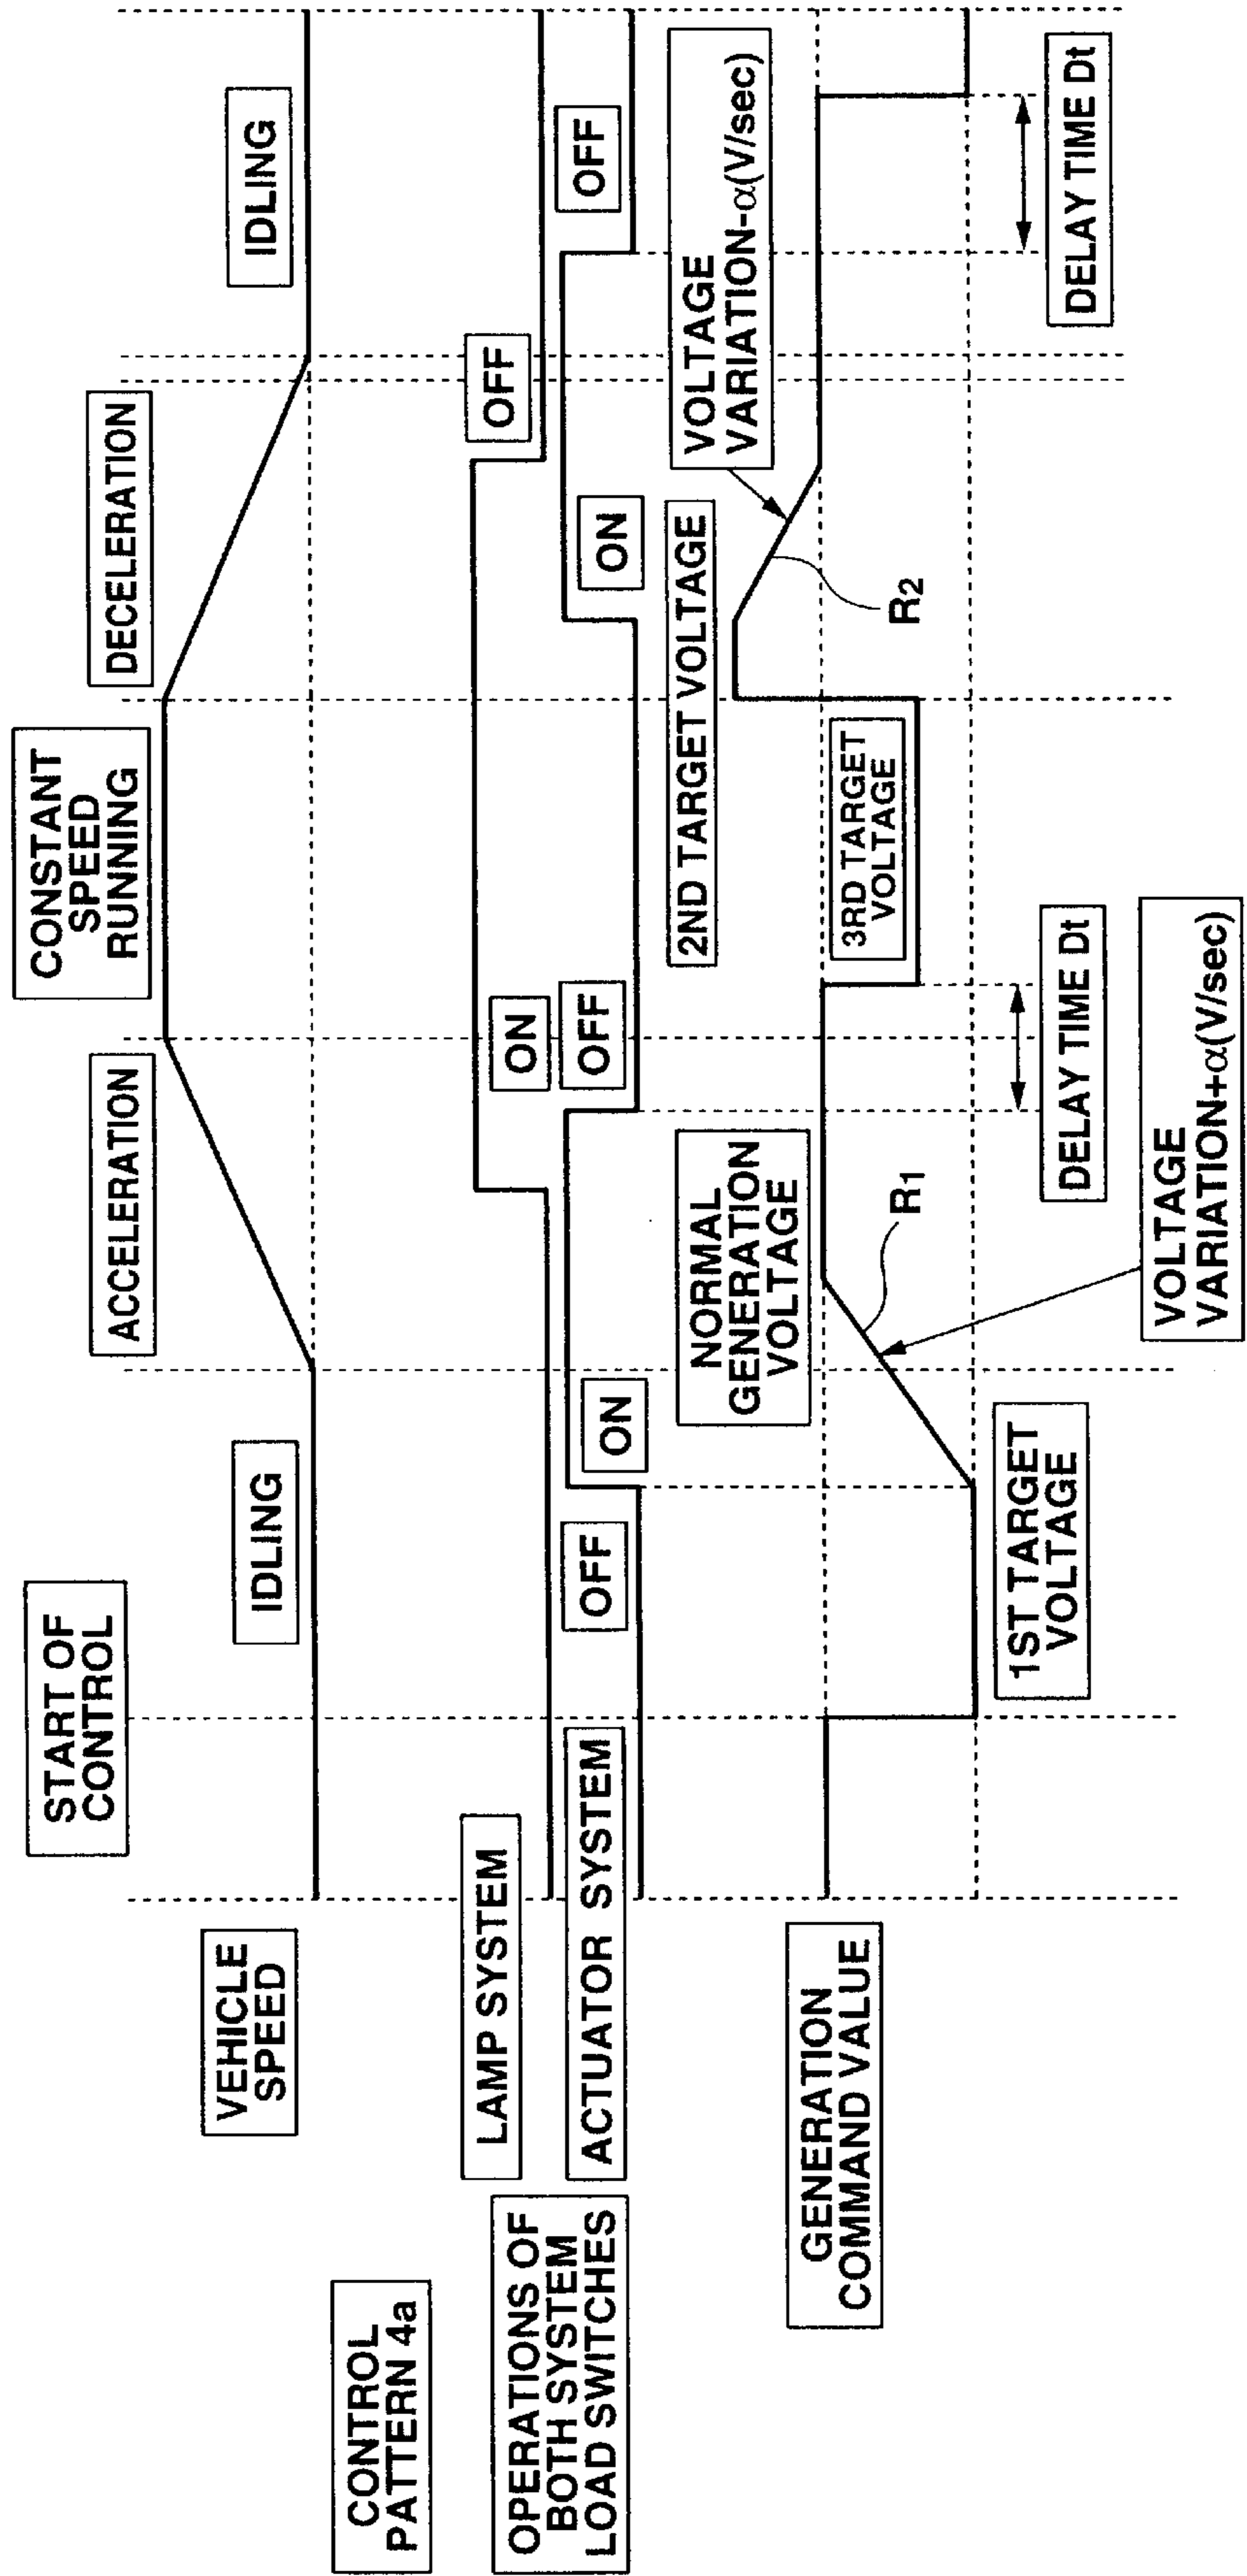 START OF
CONTROL
CONSTANT
SPEED
RUNNING
ACCELERATION
DECELERATION
VEHICLE
SPEED
IDLING
IDLING
CONTROL
PATTERN 4a
LAMP SYSTEM
ON
OFF
OPERATIONS OF
BOTH SYSTEM
LOAD SWITCHES
ACTUATOR SYSTEM
OFF
ON
OFF
ON
OFF
GENERATION
COMMAND VALUE
NORMAL
GENERATION
VOLTAGE
2ND TARGET VOLTAGE
VOLTAGE
VARIATION-α(V/sec)
3RD TARGET
VOLTAGE
R1
R2
1ST TARGET
VOLTAGE
DELAY TIME Dt
DELAY TIME Dt
VOLTAGE
VARIATION+α(V/sec)